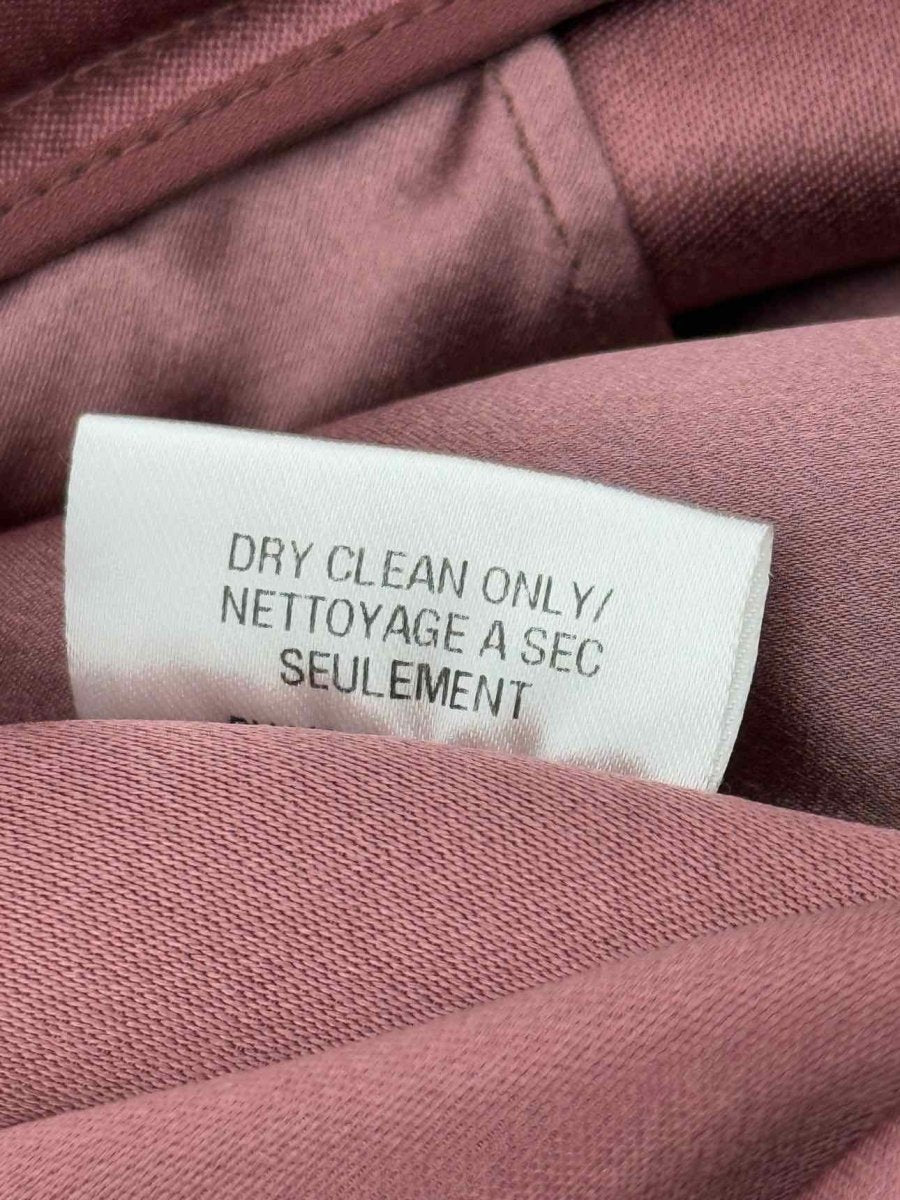 DRY CLEAN ONLY/
NETTOYAGE A SEC
SEULEMENT